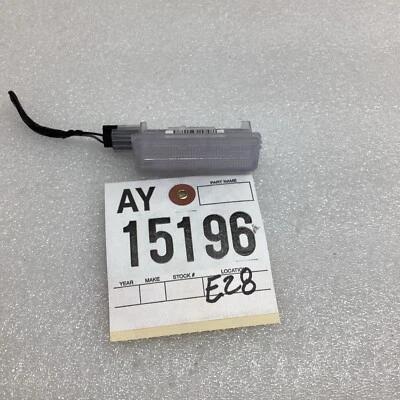 PART NAME
AY
15196
A
YEAR MAKE STOCK # LOCATION
E28